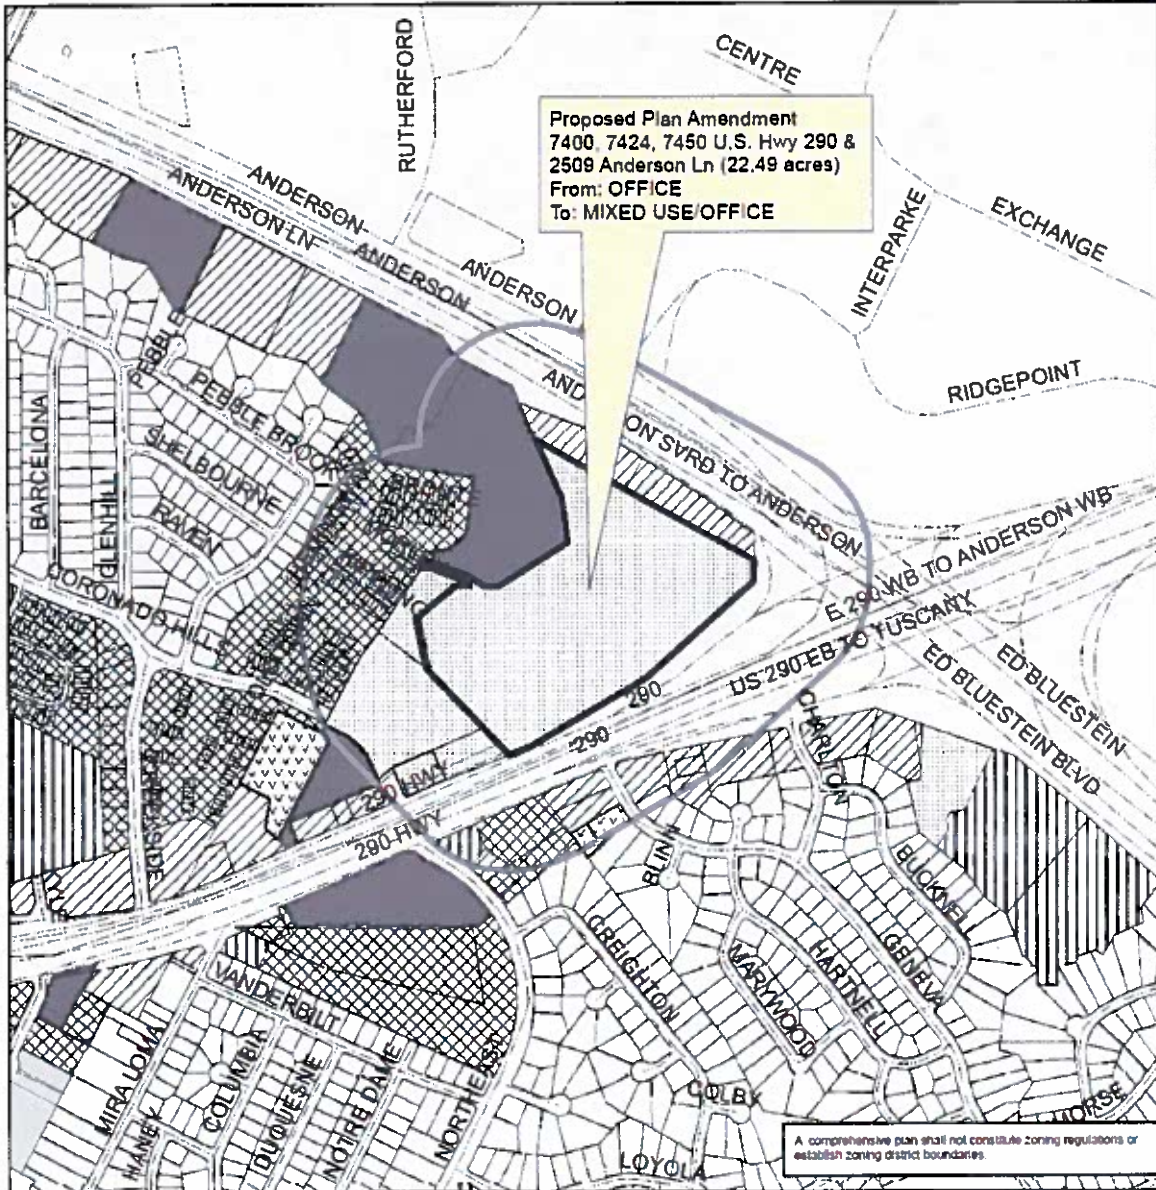 CENTRE
RUTHERFORD
Proposed Plan Amendment
7400, 7424, 7450 U.S. Hwy 290 &
2509 Anderson Ln (22.49 acres)
From: OFFICE
To: MIXED USE/OFFICE
ANDERSON
ANDERSON LN
ANDERSON
ANDERSON
INTERPARKE
EXCHANGE
RIDGEPOINT
AND
ON SVRD TO ANDERSON
PEBBLE
PEBBLE BROOK
BARCELONA
SHELBOURNE
GLENHILL
RAVEN
CORONADO HILL
E 290 WB TO ANDERSON WB
US 290 EB TO TUSCANY
ED BLUESTEIN
ED BLUESTEIN BLVD
290
290
290 HWY
290 HWY
CHARLTON
BLINN
BUCKNELL
GENEVA
HARTNELL
MARYWOOD
CREIGHTON
VANDERBILT
MIRA LOMA
HANEY
COLUMBIA
DUQUESNE
NOTRE DAME
NORTHEAST
COLBY
LOYOLA
MORSE
A comprehensive plan shall not constitute zoning regulations or
establish zoning district boundaries.